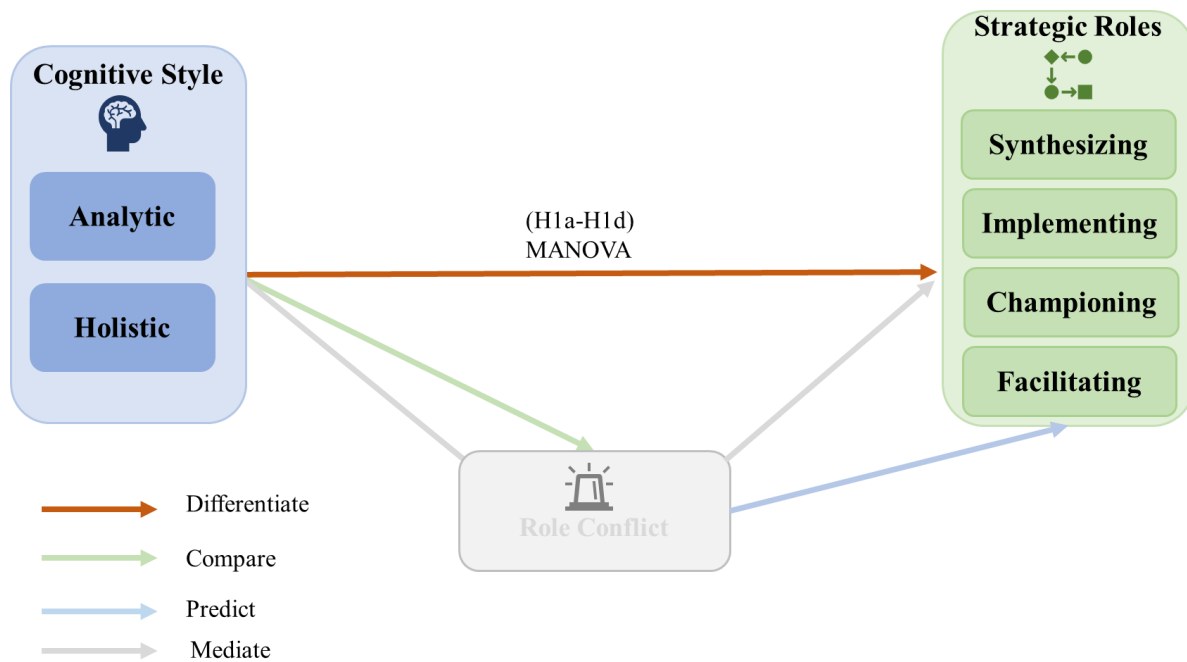 Cognitive Style
Analytic
Holistic
(H1a-H1d)
MANOVA
Strategic Roles
Synthesizing
Implementing
Championing
Facilitating
Role Conflict
Differentiate
Compare
Predict
Mediate